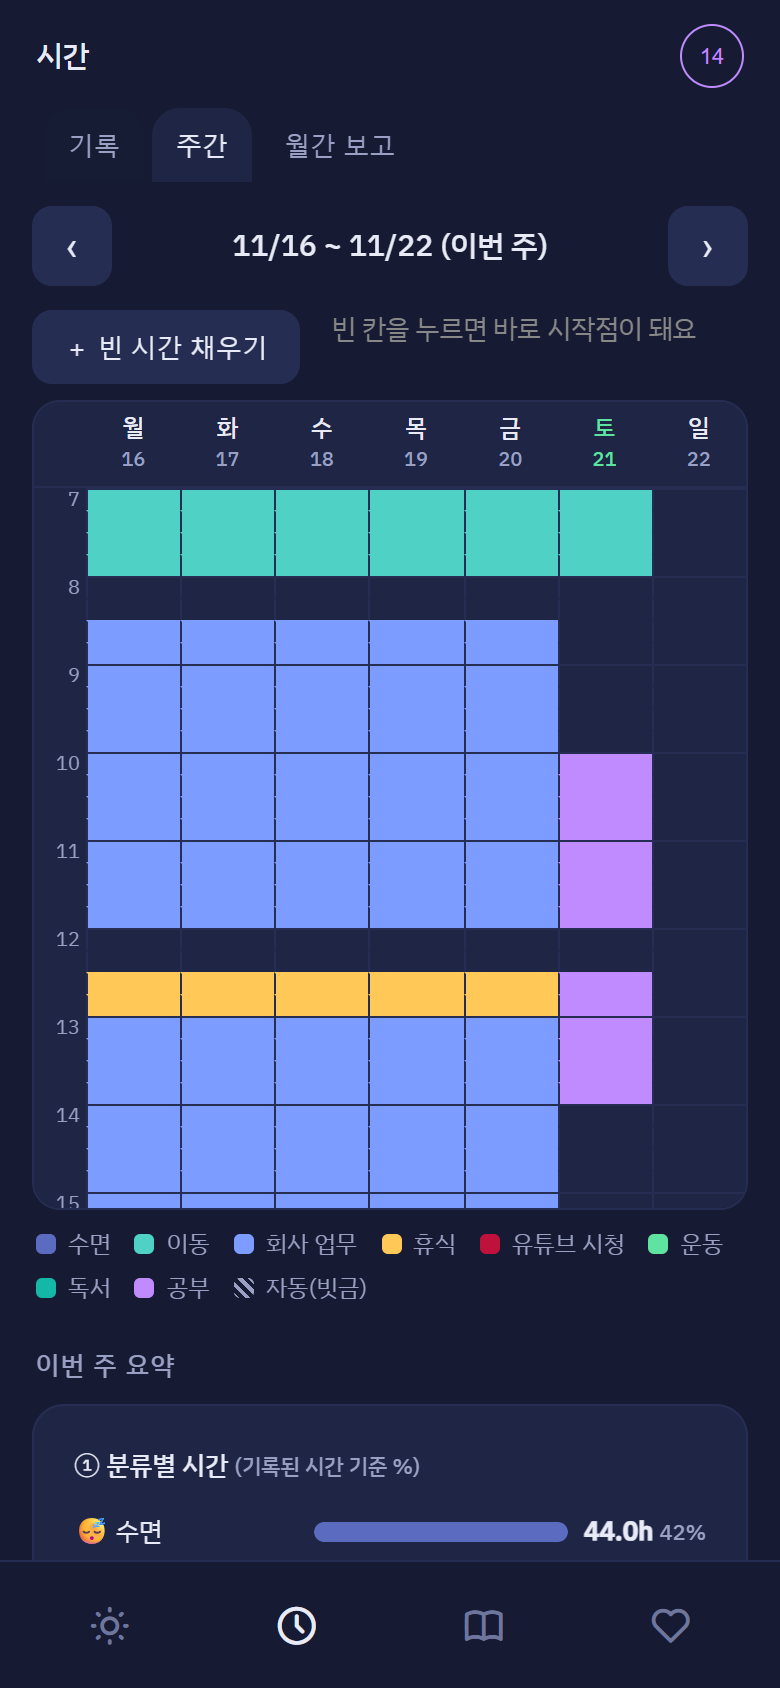 시간
14
기록 주간 월간 보고
‹ 11/16 ~ 11/22 (이번 주) ›
+ 빈 시간 채우기 빈 칸을 누르면 바로 시작점이 돼요
월 화 수 목 금 토 일
16 17 18 19 20 21 22
7
8
9
10
11
12
13
14
15
수면 이동 회사 업무 휴식 유튜브 시청 운동
독서 공부 자동(빗금)
이번 주 요약
① 분류별 시간 (기록된 시간 기준 %)
😴 수면 44.0h 42%